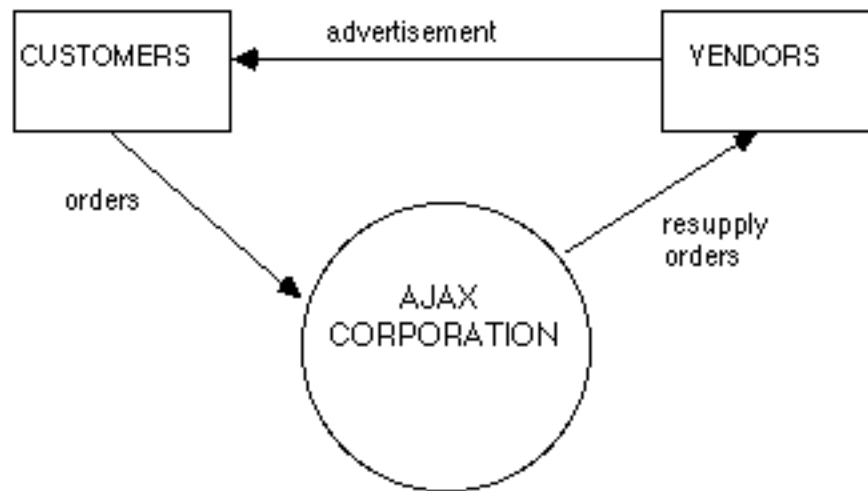 advertisement
CUSTOMERS
VENDORS
orders
resupply
orders
AJAX
CORPORATION